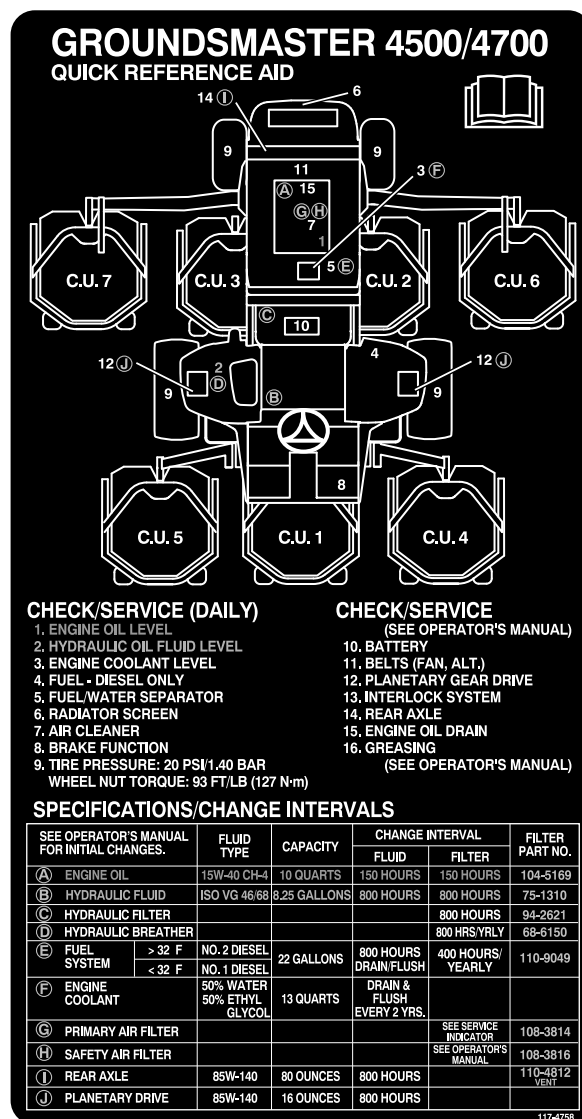 GROUNDSMASTER 4500/4700
QUICK REFERENCE AID
6
14 I
9
9
11
3 F
A 15
G H
7
1
5 E
C.U. 7
C.U. 3
C.U. 2
C.U. 6
C
10
12 J
2
D
4
12 J
9
B
9
8
C.U. 5
C.U. 1
C.U. 4
CHECK/SERVICE (DAILY)
1. ENGINE OIL LEVEL
2. HYDRAULIC OIL FLUID LEVEL
3. ENGINE COOLANT LEVEL
4. FUEL - DIESEL ONLY
5. FUEL/WATER SEPARATOR
6. RADIATOR SCREEN
7. AIR CLEANER
8. BRAKE FUNCTION
9. TIRE PRESSURE: 20 PSI/1.40 BAR
WHEEL NUT TORQUE: 93 FT/LB (127 N·m)
CHECK/SERVICE
(SEE OPERATOR'S MANUAL)
10. BATTERY
11. BELTS (FAN, ALT.)
12. PLANETARY GEAR DRIVE
13. INTERLOCK SYSTEM
14. REAR AXLE
15. ENGINE OIL DRAIN
16. GREASING
(SEE OPERATOR'S MANUAL)
SPECIFICATIONS/CHANGE INTERVALS
SEE OPERATOR'S MANUAL FOR INITIAL CHANGES. FLUID TYPE CAPACITY CHANGE INTERVAL FLUID FILTER FILTER PART NO.
A ENGINE OIL 15W-40 CH-4 10 QUARTS 150 HOURS 150 HOURS 104-5169
B HYDRAULIC FLUID ISO VG 46/68 8.25 GALLONS 800 HOURS 800 HOURS 75-1310
C HYDRAULIC FILTER 800 HOURS 94-2621
D HYDRAULIC BREATHER 800 HRS/YRLY 68-6150
E FUEL SYSTEM > 32 F NO. 2 DIESEL 22 GALLONS 800 HOURS DRAIN/FLUSH 400 HOURS/ YEARLY 110-9049
< 32 F NO. 1 DIESEL
F ENGINE COOLANT 50% WATER 50% ETHYL GLYCOL 13 QUARTS DRAIN & FLUSH EVERY 2 YRS.
G PRIMARY AIR FILTER SEE SERVICE INDICATOR 108-3814
H SAFETY AIR FILTER SEE OPERATOR'S MANUAL 108-3816
I REAR AXLE 85W-140 80 OUNCES 800 HOURS 110-4812 VENT
J PLANETARY DRIVE 85W-140 16 OUNCES 800 HOURS
117-4758